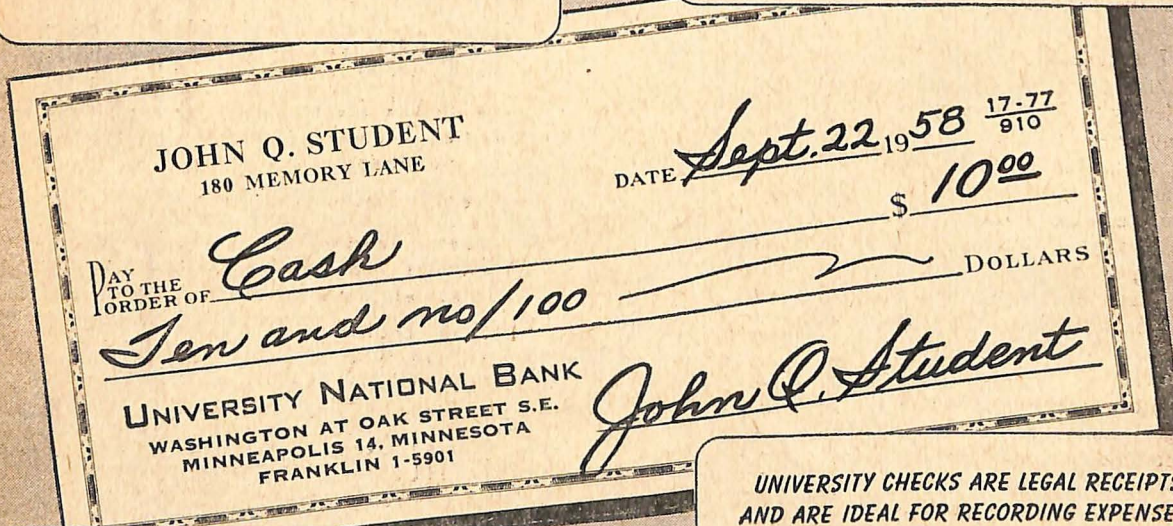 JOHN Q. STUDENT
180 MEMORY LANE
DATE Sept. 22 1958 17-77/910
PAY TO THE ORDER OF Cash $ 10 00
Ten and no/100 DOLLARS
UNIVERSITY NATIONAL BANK
WASHINGTON AT OAK STREET S.E.
MINNEAPOLIS 14, MINNESOTA
FRANKLIN 1-5901
John Q. Student
UNIVERSITY CHECKS ARE LEGAL RECEIPTS
AND ARE IDEAL FOR RECORDING EXPENSE